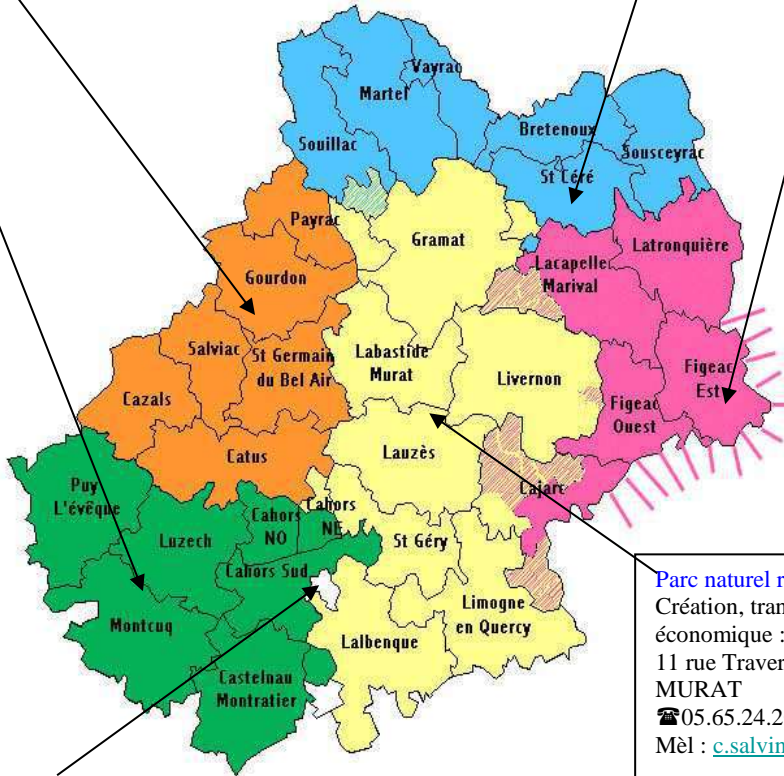 Vayrac
Martel
Souillac
Bretenoux
Sousceyrac
St Céré
Payrac
Gramat
Latronquière
Lacapelle
Marival
Gourdon
Salviac
St Germain
du Bel Air
Labastide
Murat
Livernon
Figeac
Est
Figeac
Ouest
Cazals
Catus
Lauzès
Cajarc
Puy
L'évêque
Luzech
Cahors
NO
Cahors
NE
St Géry
Cahors Sud
Montcuq
Limogne
en Quercy
Lalbenque
Castelnau
Montratier
Parc naturel
Création,
économique :
11 rue
MURAT
☎05.65.24.2
Mèl :